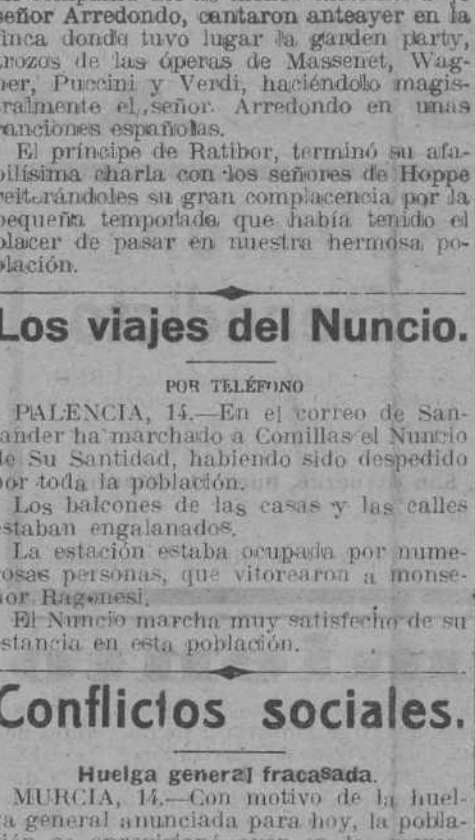 señor Arredondo, cantaron anteayer en la
finca donde tuvo lugar la garden party,
trozos de las óperas de Massenet, Wag-
ner, Puccini y Verdi, haciéndolo magis-
tralmente el señor Arredondo en unas
canciones españolas.
El príncipe de Ratibor, terminó su afa-
bilísima charla con los señores de Hoppe
reiterándoles su gran complacencia por la
pequeña temporada que había tenido el
placer de pasar en nuestra hermosa po-
blación.
Los viajes del Nuncio.
POR TELÉFONO
PALENCIA, 14.—En el correo de San-
tander ha marchado a Comillas el Nuncio
de Su Santidad, habiendo sido despedido
por toda la población.
Los balcones de las casas y las calles
estaban engalanados.
La estación estaba ocupada por nume-
rosas personas, que vitorearon a monse-
ñor Ragonesi.
El Nuncio marcha muy satisfecho de su
estancia en esta población.
Conflictos sociales.
Huelga general fracasada.
MURCIA, 14.—Con motivo de la huel-
ga general anunciada para hoy, la pobla-